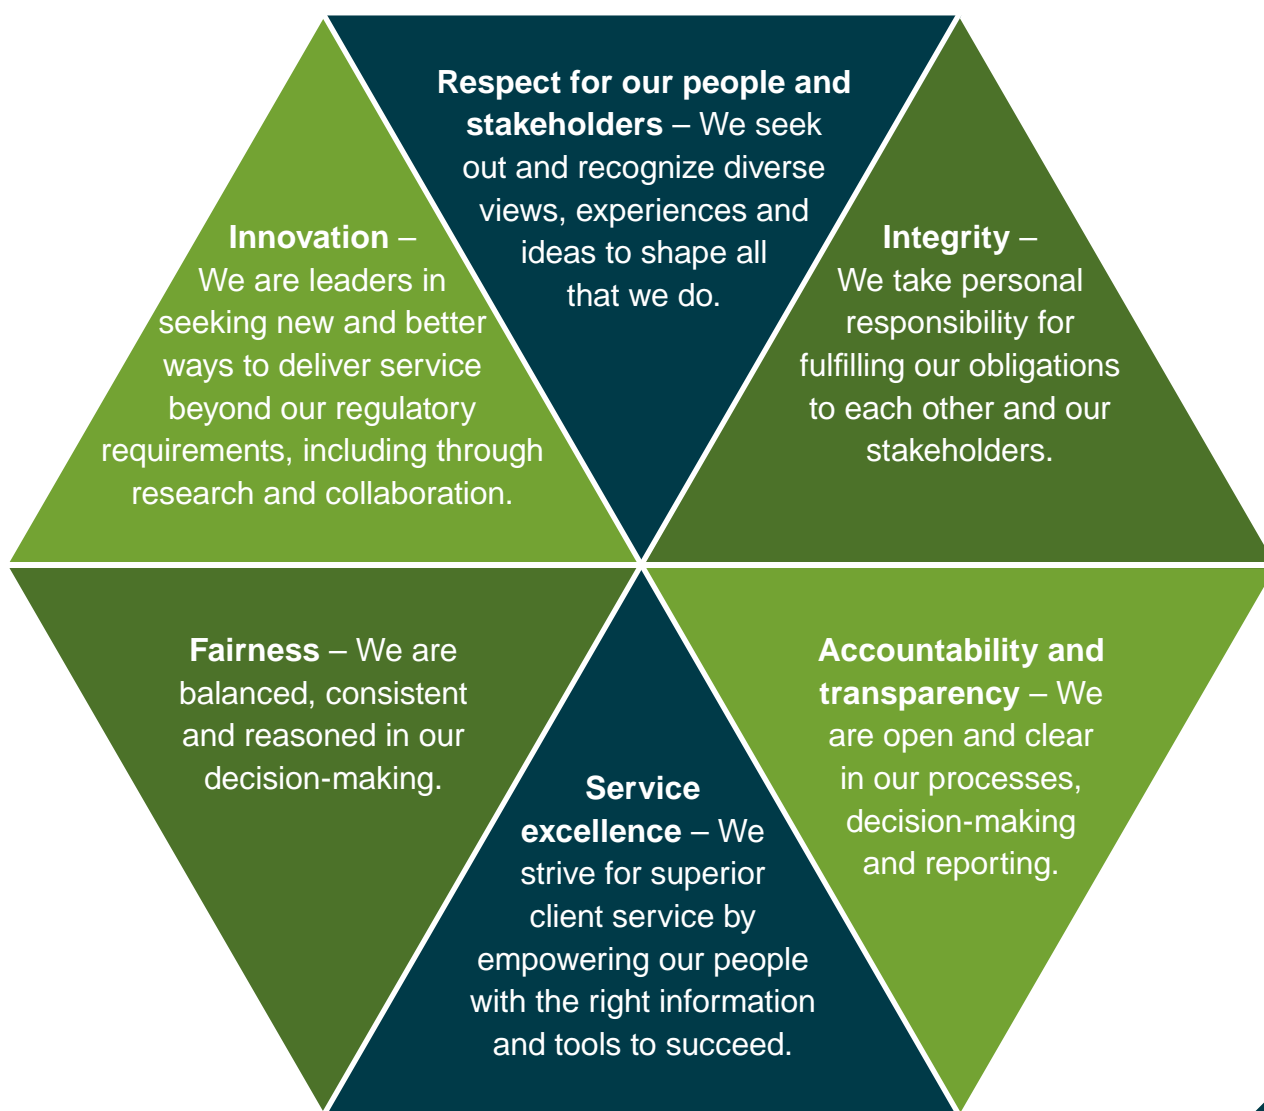 Respect for our people and
stakeholders – We seek
out and recognize diverse
views, experiences and
ideas to shape all
that we do.
Innovation –
We are leaders in
seeking new and better
ways to deliver service
beyond our regulatory
requirements, including through
research and collaboration.
Integrity –
We take personal
responsibility for
fulfilling our obligations
to each other and our
stakeholders.
Fairness – We are
balanced, consistent
and reasoned in our
decision-making.
Service
excellence – We
strive for superior
client service by
empowering our people
with the right information
and tools to succeed.
Accountability and
transparency – We
are open and clear
in our processes,
decision-making
and reporting.